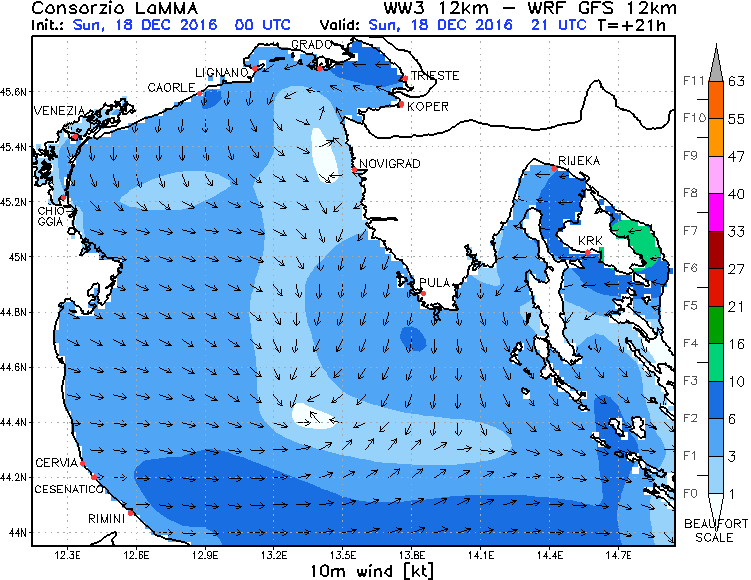 Consorzio LaMMA WW3 12km – WRF GFS 12km
Init.: Sun, 18 DEC 2016 00 UTC Valid: Sun, 18 DEC 2016 21 UTC T=+21h
GRADO
LIGNANO
TRIESTE
CAORLE
KOPER
VENEZIA
NOVIGRAD
RIJEKA
CHIO-
GGIA
KRK
PULA
CERVIA
CESENATICO
RIMINI
45.6N
45.4N
45.2N
45N
44.8N
44.6N
44.4N
44.2N
44N
12.3E 12.6E 12.9E 13.2E 13.5E 13.8E 14.1E 14.4E 14.7E
10m wind [kt]
F11 63
F10 55
F9 47
F8 40
F7 33
F6 27
F5 21
F4 16
F3 10
F2 6
F1 3
F0 1
BEAUFORT
SCALE